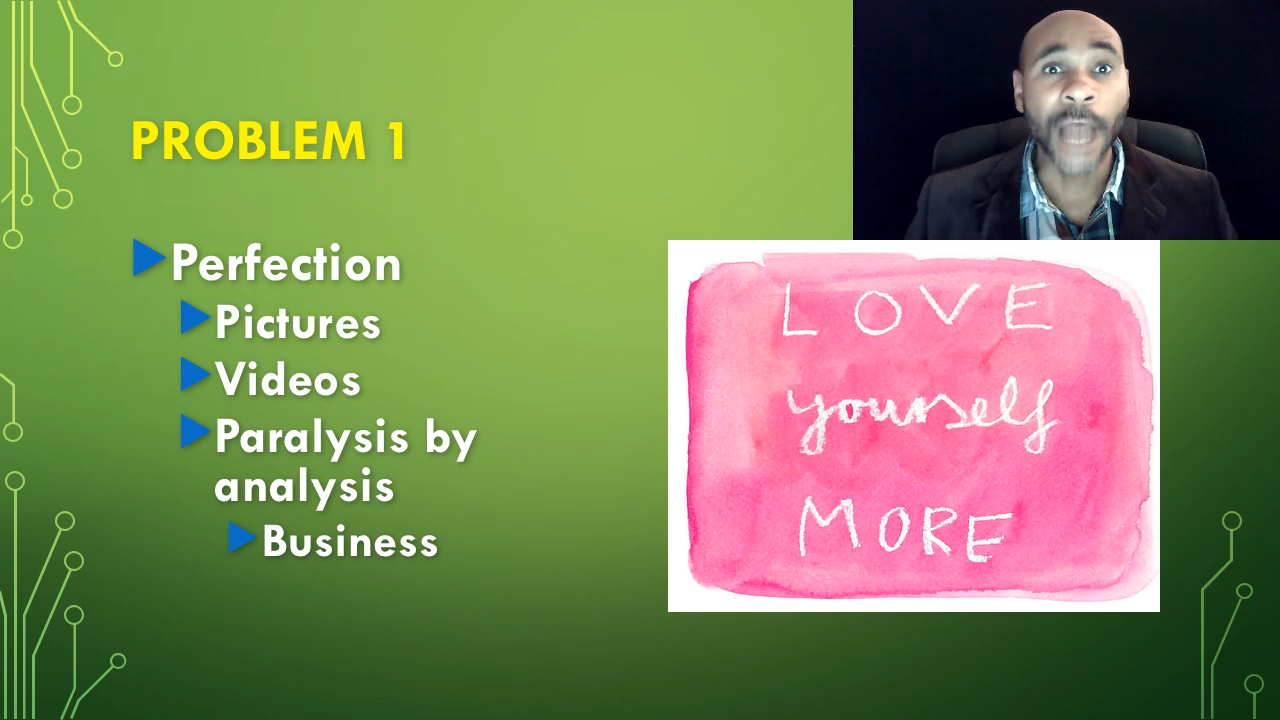 PROBLEM 1
Perfection
Pictures
Videos
Paralysis by
analysis
Business
LOVE
yourself
MORE